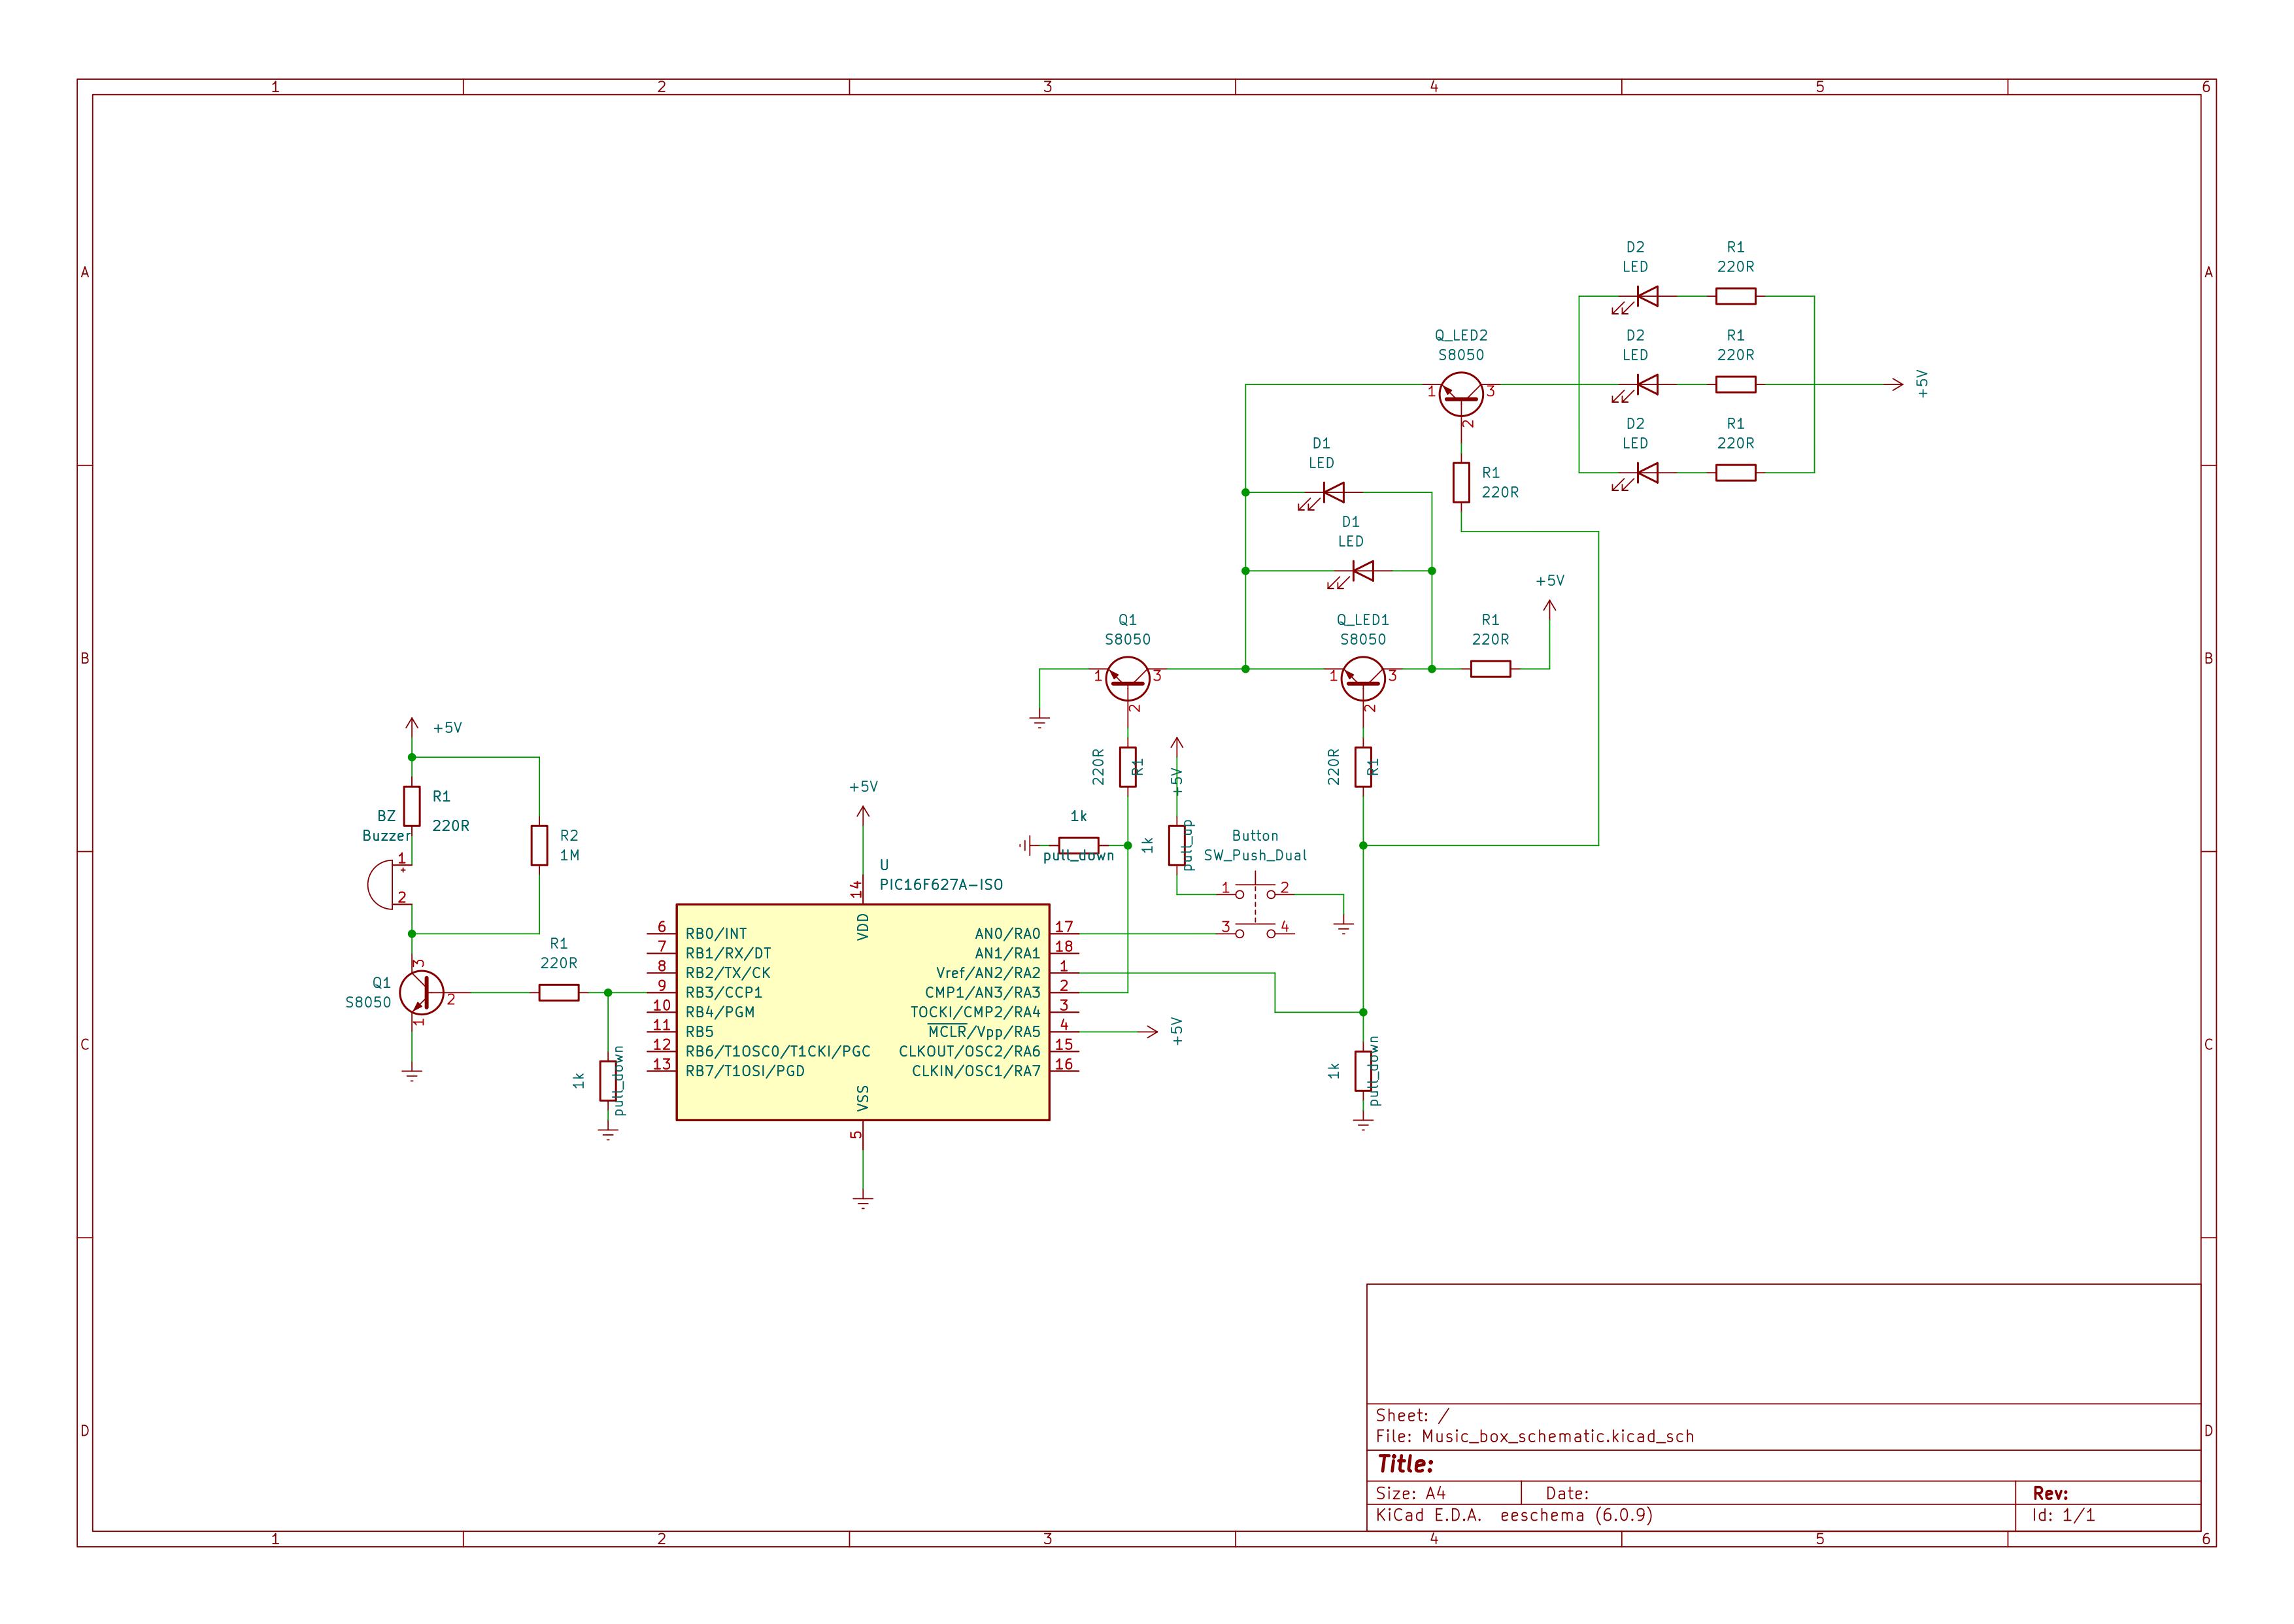 1 2 3 4 5 6
A
A
B
B
C
C
D
D
D2
LED
R1
220R
D2
LED
R1
220R
D2
LED
R1
220R
+5V
Q_LED2
S8050
1
3
2
R1
220R
D1
LED
D1
LED
+5V
Q1
S8050
1
3
2
Q_LED1
S8050
1
3
2
R1
220R
220R
R1
220R
R1
+5V
1k
pull_down
1k
pull_up
Button
SW_Push_Dual
1
2
3
4
+5V
R1
220R
BZ
Buzzer
1
+
2
R2
1M
Q1
S8050
3
2
1
R1
220R
1k
pull_down
+5V
U
PIC16F627A-ISO
14
VDD
6 RB0/INT AN0/RA0 17
7 RB1/RX/DT AN1/RA1 18
8 RB2/TX/CK Vref/AN2/RA2 1
9 RB3/CCP1 CMP1/AN3/RA3 2
10 RB4/PGM TOCKI/CMP2/RA4 3
11 RB5 MCLR/Vpp/RA5 4
12 RB6/T1OSC0/T1CKI/PGC CLKOUT/OSC2/RA6 15
13 RB7/T1OSI/PGD CLKIN/OSC1/RA7 16
VSS
5
+5V
1k
pull_down
Sheet: /
File: Music_box_schematic.kicad_sch
Title:
Size: A4 Date: Rev:
KiCad E.D.A. eeschema (6.0.9) Id: 1/1
1 2 3 4 5 6